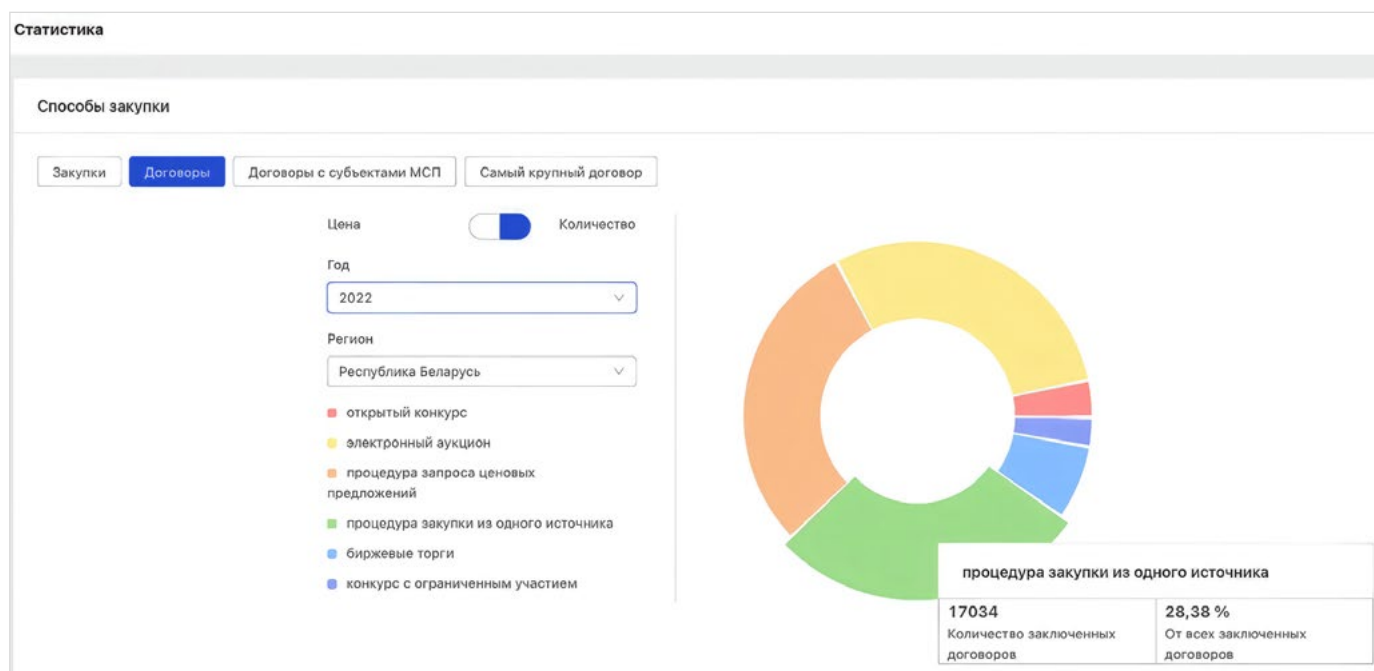 Статистика
Способы закупки
Закупки
Договоры
Договоры с субъектами МСП
Самый крупный договор
Цена
Количество
Год
2022
Регион
Республика Беларусь
открытый конкурс
электронный аукцион
процедура запроса ценовых
предложений
процедура закупки из одного источника
биржевые торги
конкурс с ограниченным участием
процедура закупки из одного источника
17034
Количество заключенных
договоров
28,38 %
От всех заключенных
договоров